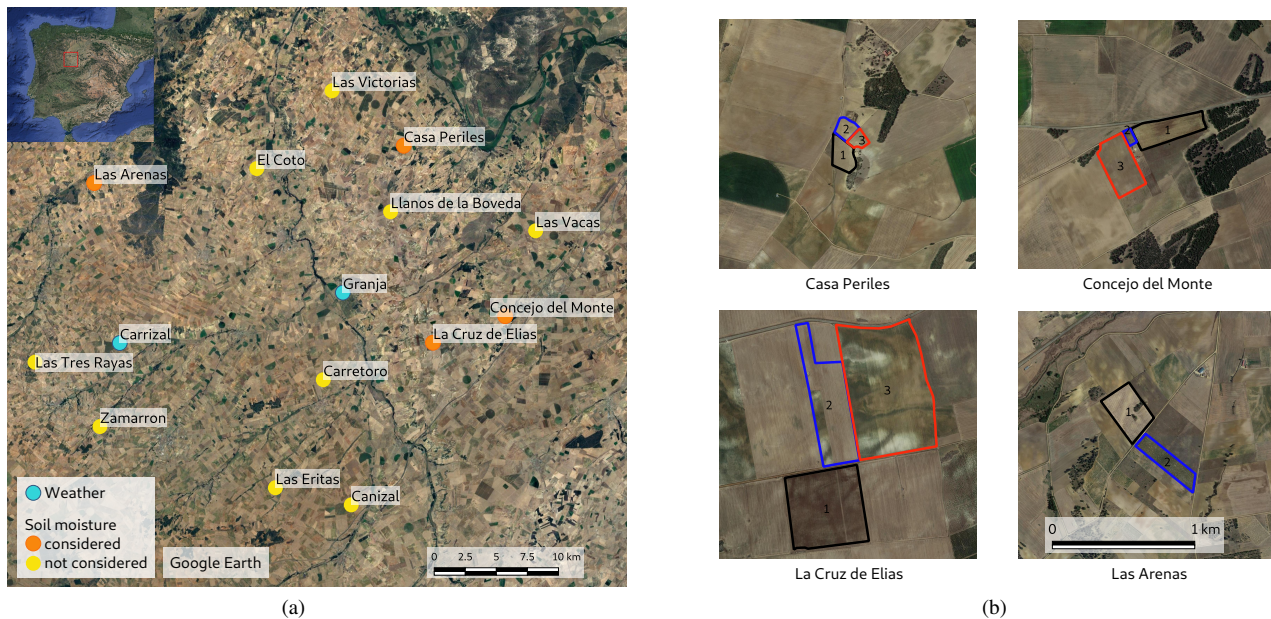 Las Victorias
Casa Periles
El Coto
Las Arenas
Llanos de la Boveda
Las Vacas
Granja
Concejo del Monte
Carrizal
La Cruz de Elias
Las Tres Rayas
Carretoro
Zamarron
Las Eritas
Canizal
Weather
Soil moisture
considered
not considered
Google Earth
0 2.5 5 7.5 10 km
(a)
2
3
1
Casa Periles
1
3
Concejo del Monte
2
3
1
La Cruz de Elias
1
2
0 1 km
Las Arenas
(b)